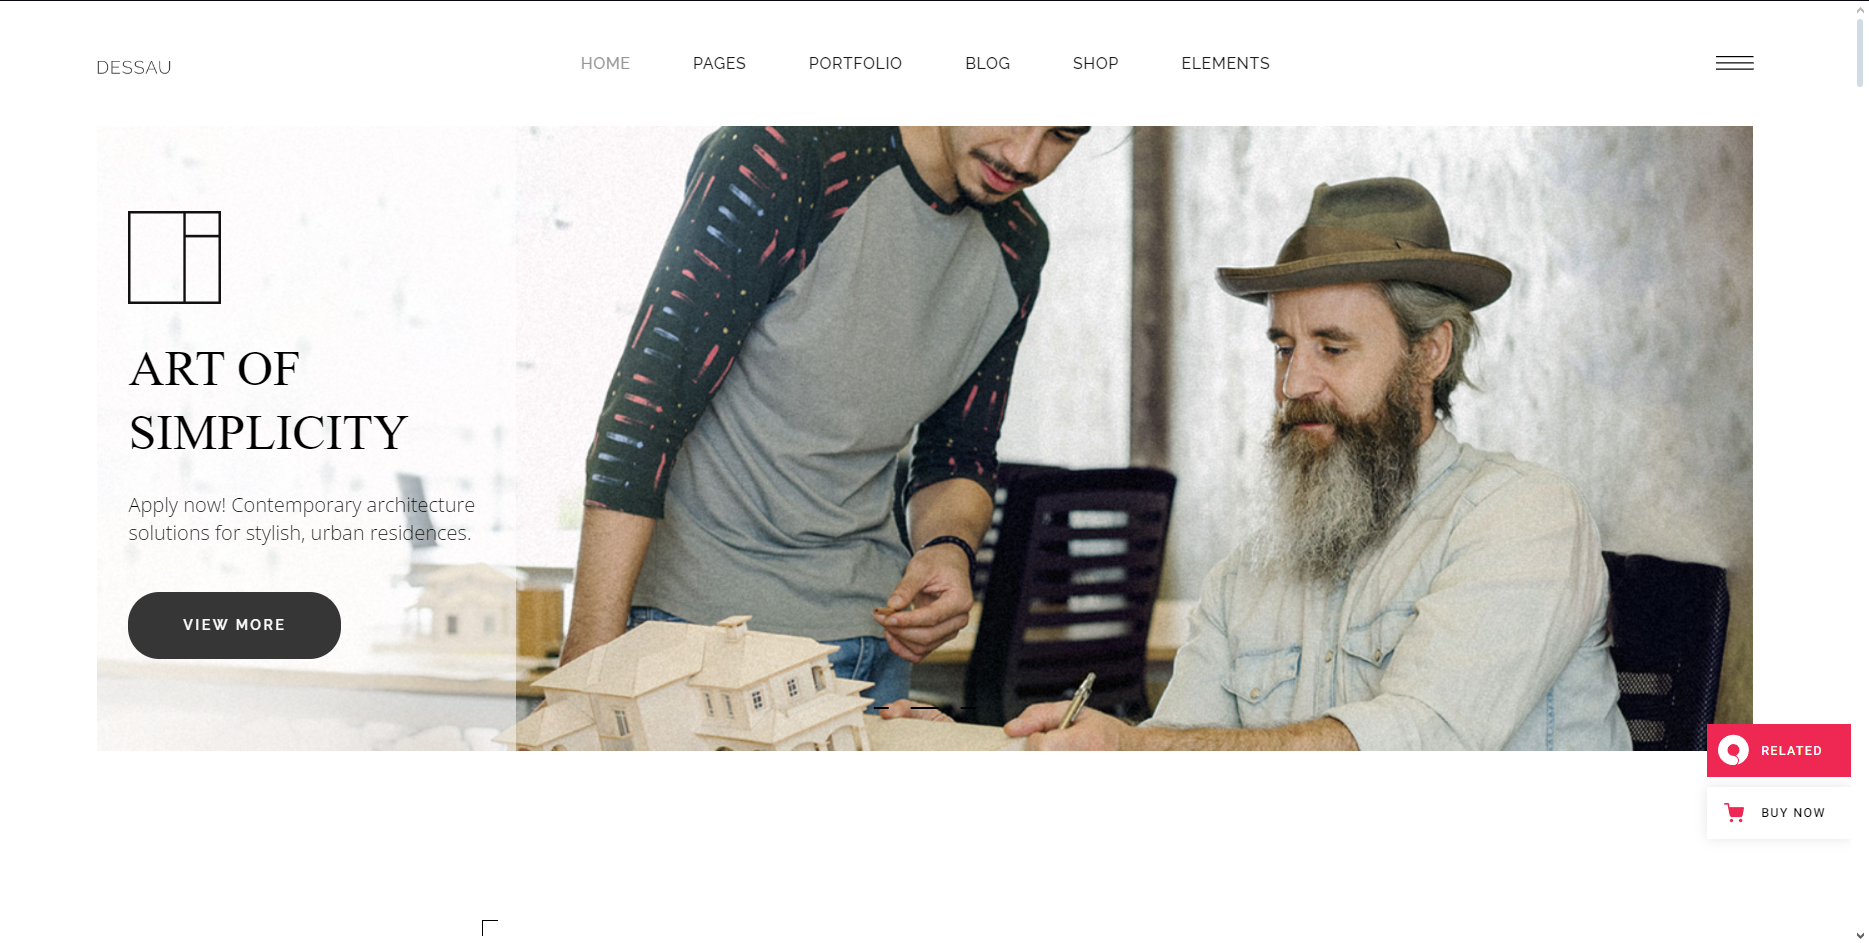 DESSAU
HOME PAGES PORTFOLIO BLOG SHOP ELEMENTS
ART OF
SIMPLICITY
Apply now! Contemporary architecture
solutions for stylish, urban residences.
VIEW MORE
RELATED
BUY NOW